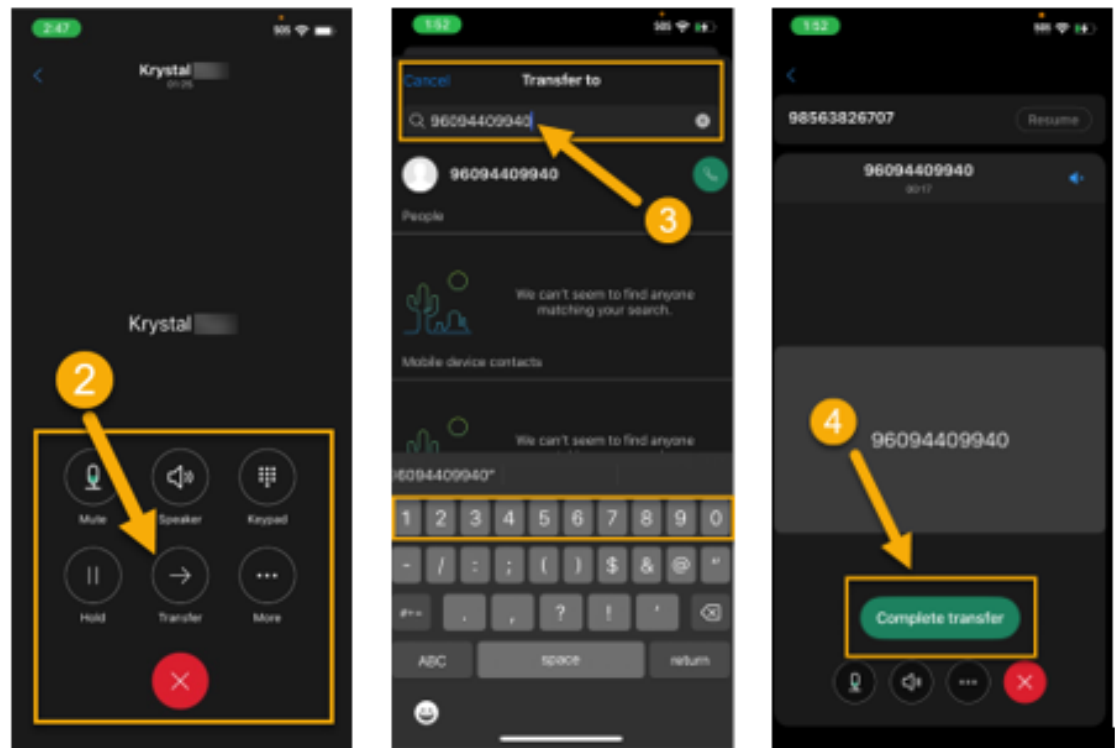 2:47
SOS
Krystal
01:25
Krystal
2
Mute
Speaker
Keypad
Hold
Transfer
More
1:52
SOS
Cancel
Transfer to
96094409940
3
96094409940
People
We can't seem to find anyone
matching your search.
Mobile device contacts
We can't seem to find anyone
96094409940"
1 2 3 4 5 6 7 8 9 0
- / : ; ( ) $ & @ "
#+= . , ? ! '
ABC space return
1:52
SOS
98563826707
Resume
96094409940
00:17
96094409940
4
Complete transfer